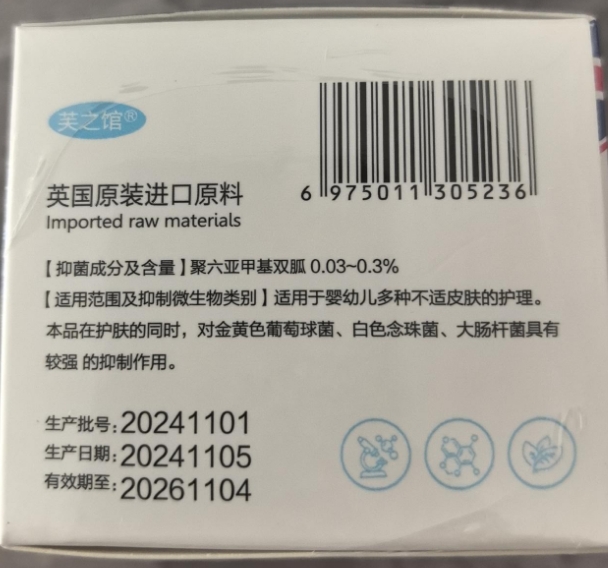 芙之馆®
6 975011 305236
英国原装进口原料
Imported raw materials
【抑菌成分及含量】聚六亚甲基双胍 0.03~0.3%
【适用范围及抑制微生物类别】适用于婴幼儿多种不适皮肤的护理。
本品在护肤的同时，对金黄色葡萄球菌、白色念珠菌、大肠杆菌具有
较强 的抑制作用。
生产批号:20241101
生产日期:20241105
有效期至:20261104